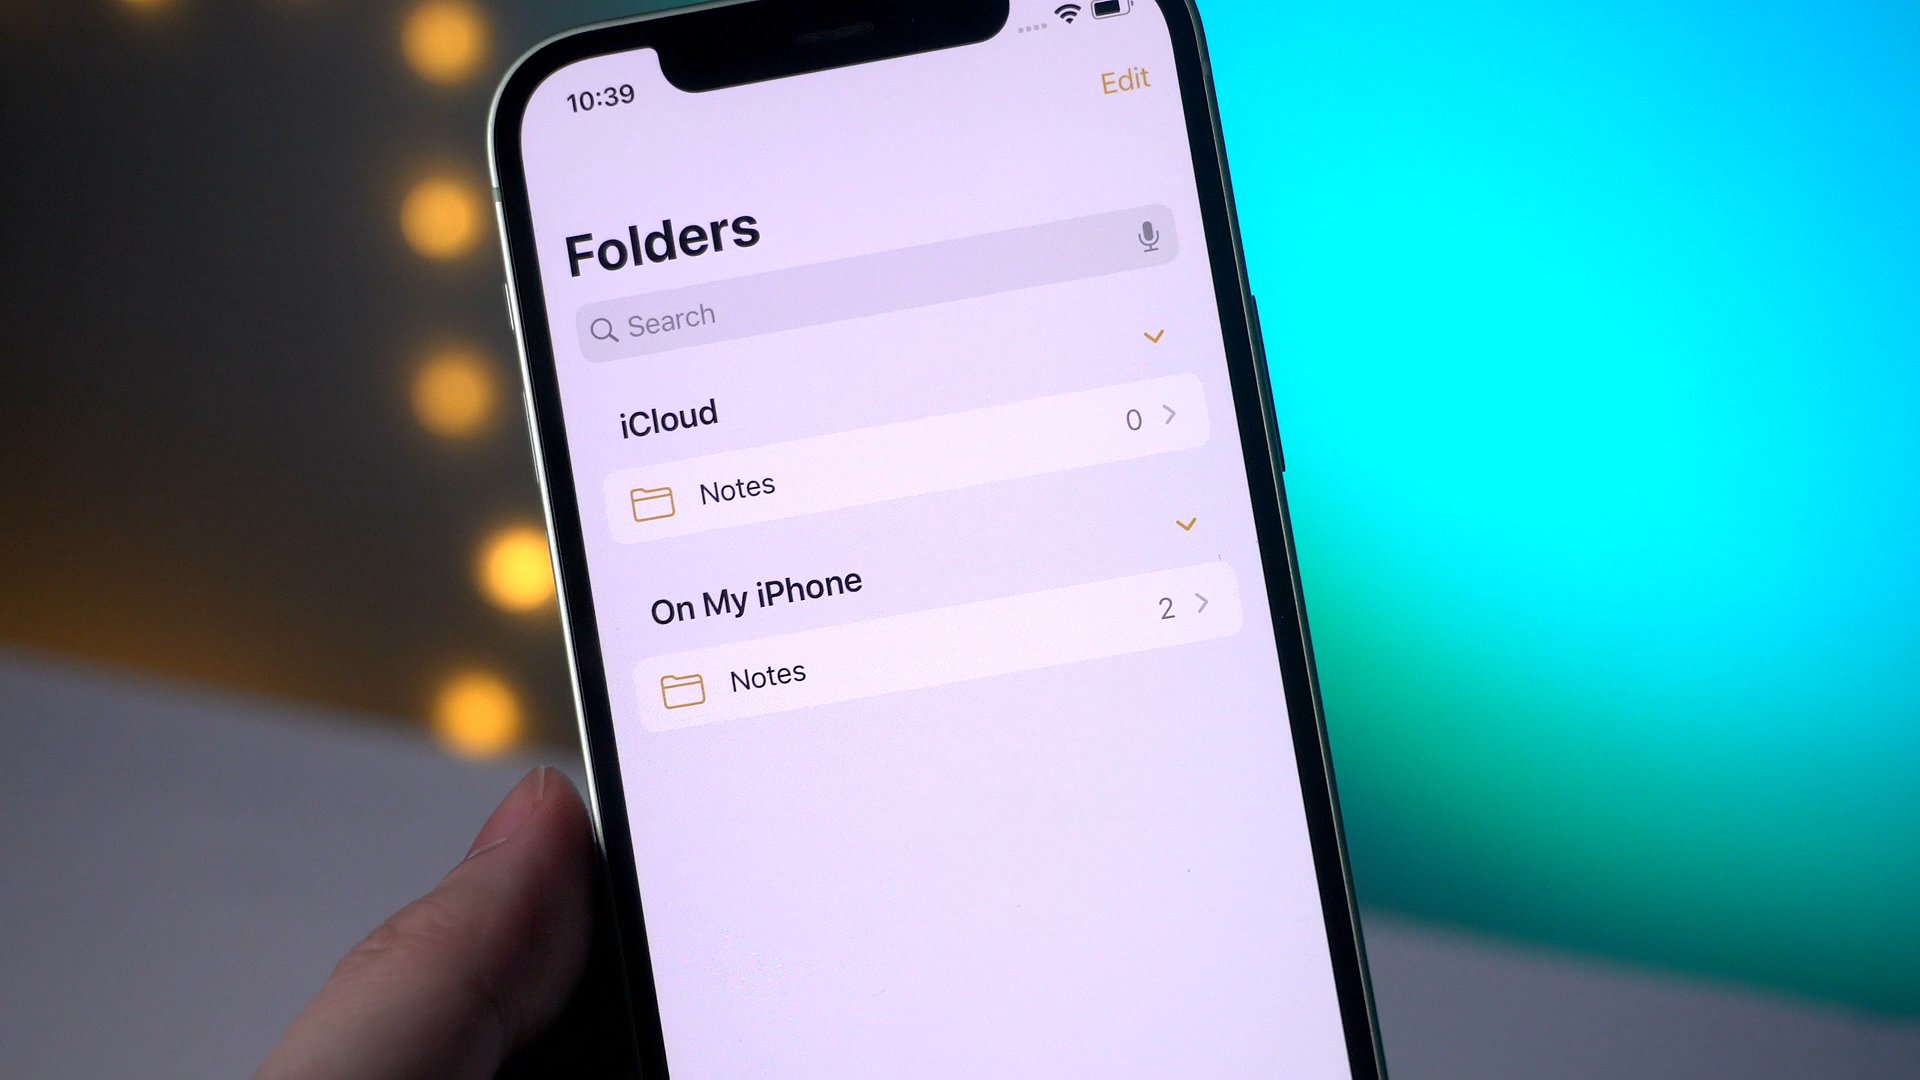 10:39
Edit
Folders
Search
iCloud
Notes 0
On My iPhone
Notes 2